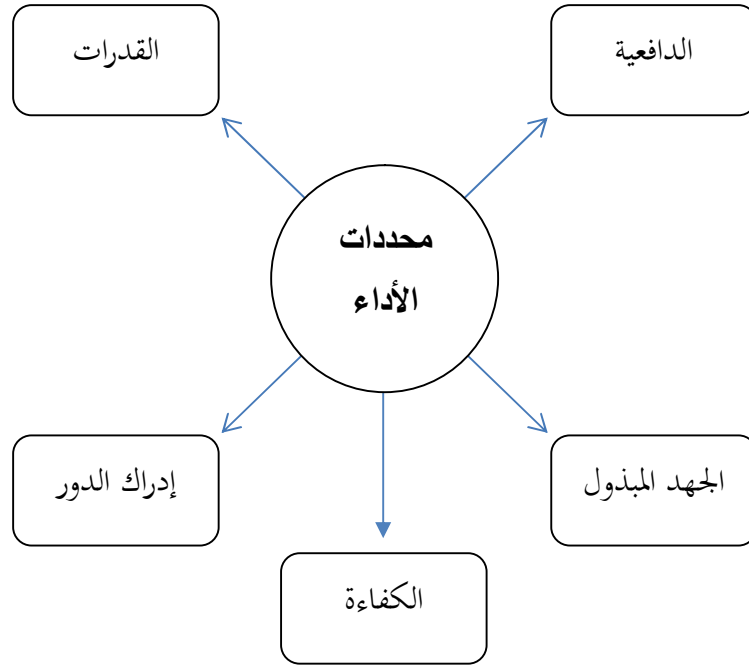 الدافعية
القدرات
محددات
الأداء
الجهد المبذول
إدراك الدور
الكفاءة